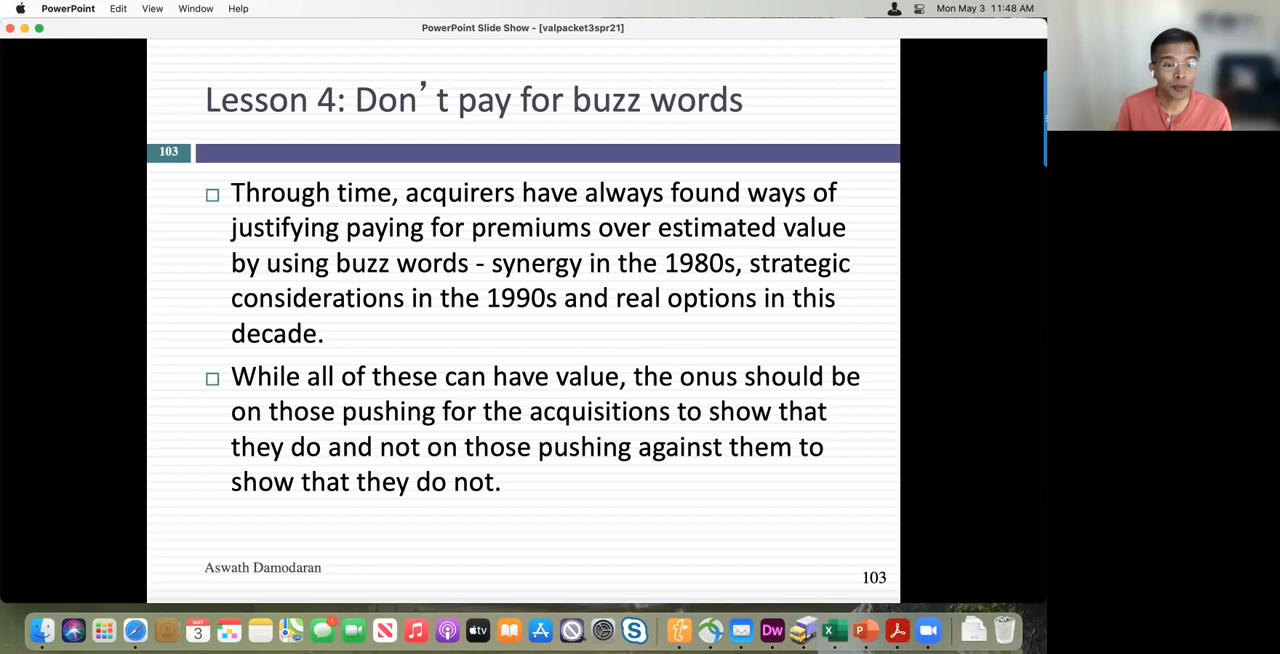 PowerPoint Edit View Window Help Mon May 3 11:48 AM
PowerPoint Slide Show - [valpacket3spr21]
Lesson 4: Don’t pay for buzz words
103
Through time, acquirers have always found ways of
justifying paying for premiums over estimated value
by using buzz words - synergy in the 1980s, strategic
considerations in the 1990s and real options in this
decade.
While all of these can have value, the onus should be
on those pushing for the acquisitions to show that
they do and not on those pushing against them to
show that they do not.
Aswath Damodaran
103
MAY
3
tv
Dw
X
P